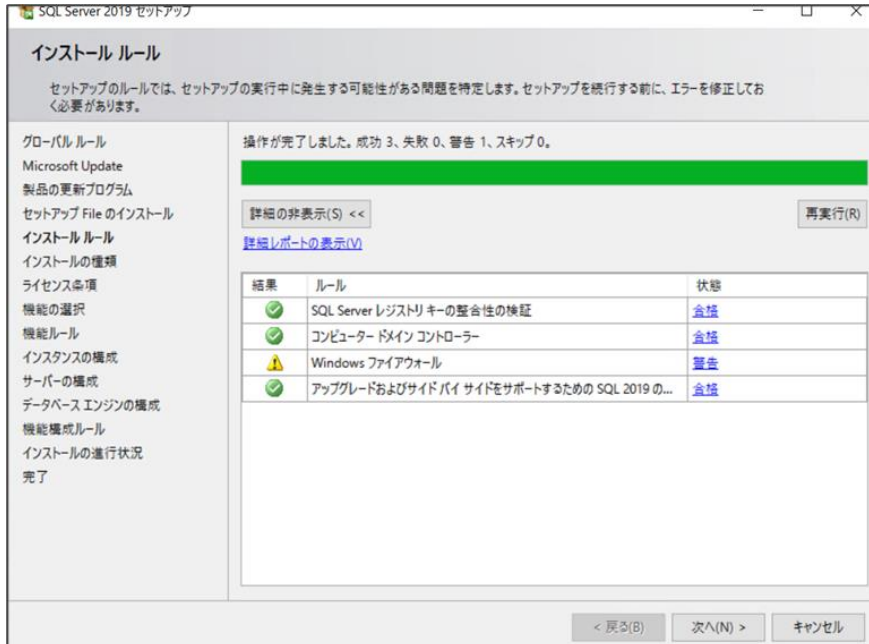 SQL Server 2019 セットアップ
インストール ルール
セットアップのルールでは、セットアップの実行中に発生する可能性がある問題を特定します。セットアップを続行する前に、エラーを修正してお
く必要があります。
グローバル ルール
Microsoft Update
製品の更新プログラム
セットアップ File のインストール
インストール ルール
インストールの種類
ライセンス条項
機能の選択
機能ルール
インスタンスの構成
サーバーの構成
データベース エンジンの構成
機能構成ルール
インストールの進行状況
完了
操作が完了しました。成功 3、失敗 0、警告 1、スキップ 0。
詳細の非表示(S) <<
再実行(R)
詳細レポートの表示(V)
結果 ルール 状態
SQL Server レジストリ キーの整合性の検証 合格
コンピューター ドメイン コントローラー 合格
Windows ファイアウォール 警告
アップグレードおよびサイド バイ サイドをサポートするための SQL 2019 の... 合格
< 戻る(B) 次へ(N) > キャンセル